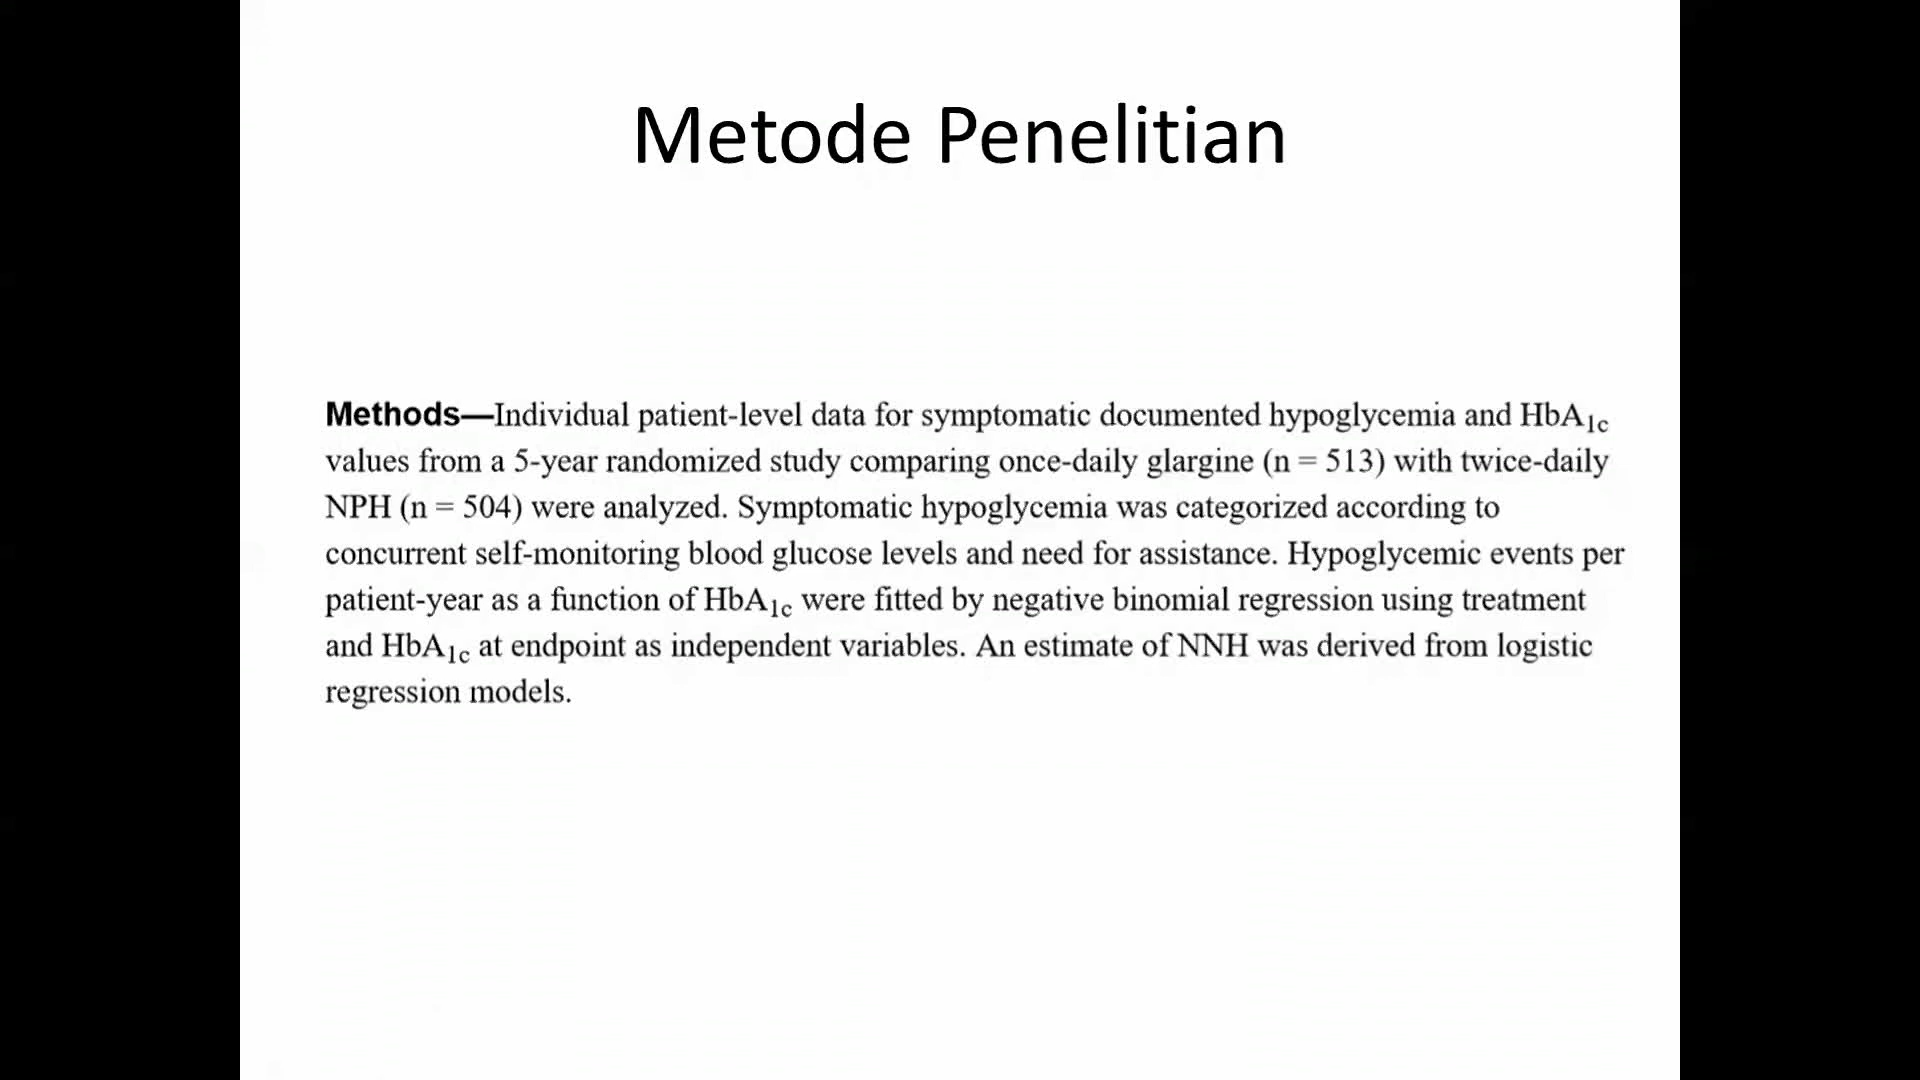 Metode Penelitian
Methods—Individual patient-level data for symptomatic documented hypoglycemia and HbA1c
values from a 5-year randomized study comparing once-daily glargine (n = 513) with twice-daily
NPH (n = 504) were analyzed. Symptomatic hypoglycemia was categorized according to
concurrent self-monitoring blood glucose levels and need for assistance. Hypoglycemic events per
patient-year as a function of HbA1c were fitted by negative binomial regression using treatment
and HbA1c at endpoint as independent variables. An estimate of NNH was derived from logistic
regression models.